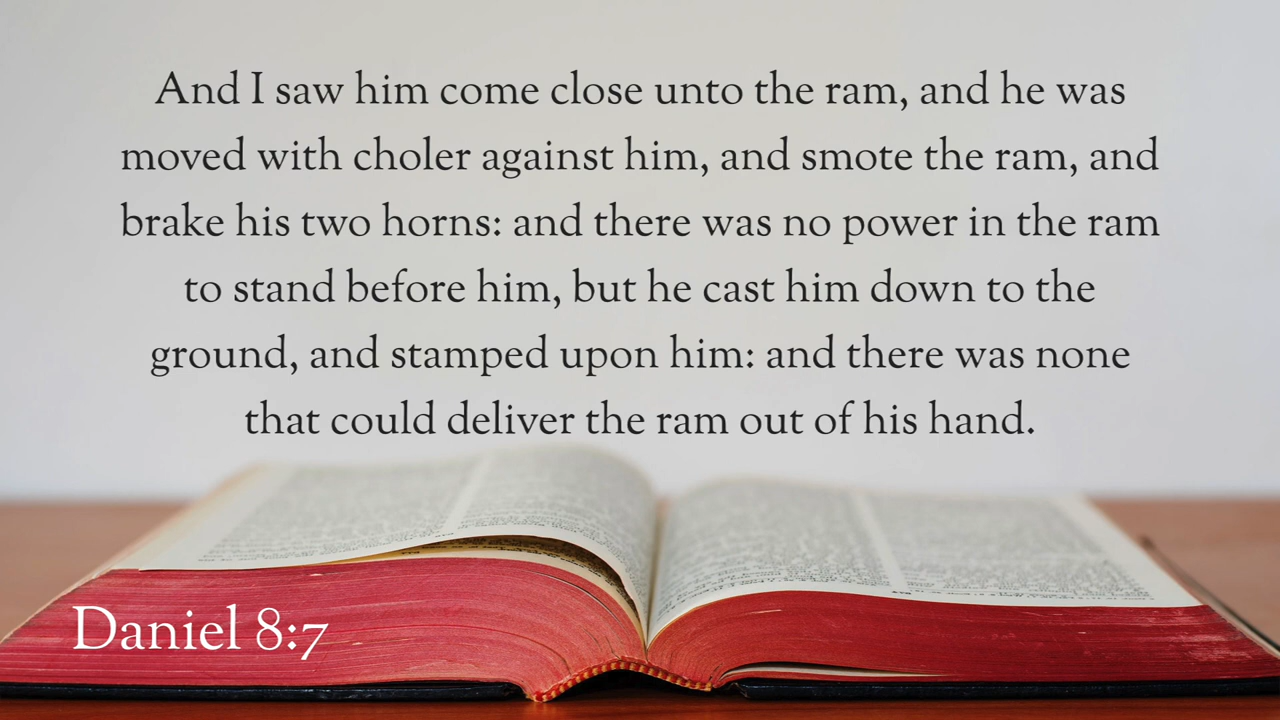 And I saw him come close unto the ram, and he was
moved with choler against him, and smote the ram, and
brake his two horns: and there was no power in the ram
to stand before him, but he cast him down to the
ground, and stamped upon him: and there was none
that could deliver the ram out of his hand.
Daniel 8:7